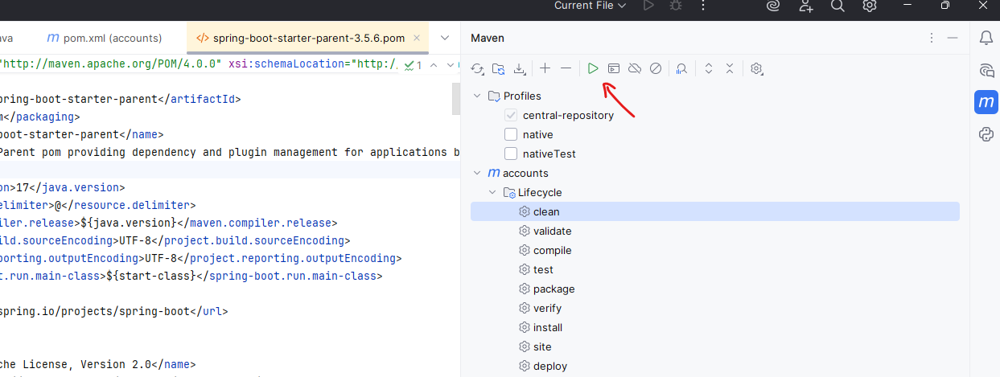 Current File
ava
m pom.xml (accounts)
</> spring-boot-starter-parent-3.5.6.pom
Maven
"http://maven.apache.org/POM/4.0.0" xsi:schemaLocation="http:/
1
pring-boot-starter-parent</artifactId>
m</packaging>
boot-starter-parent</name>
Parent pom providing dependency and plugin management for applications b
on>17</java.version>
elimiter>@</resource.delimiter>
iler.release>${java.version}</maven.compiler.release>
ild.sourceEncoding>UTF-8</project.build.sourceEncoding>
porting.outputEncoding>UTF-8</project.reporting.outputEncoding>
t.run.main-class>${start-class}</spring-boot.run.main-class>
spring.io/projects/spring-boot</url>
che License, Version 2.0</name>
Profiles
central-repository
native
nativeTest
m accounts
Lifecycle
clean
validate
compile
test
package
verify
install
site
deploy
m